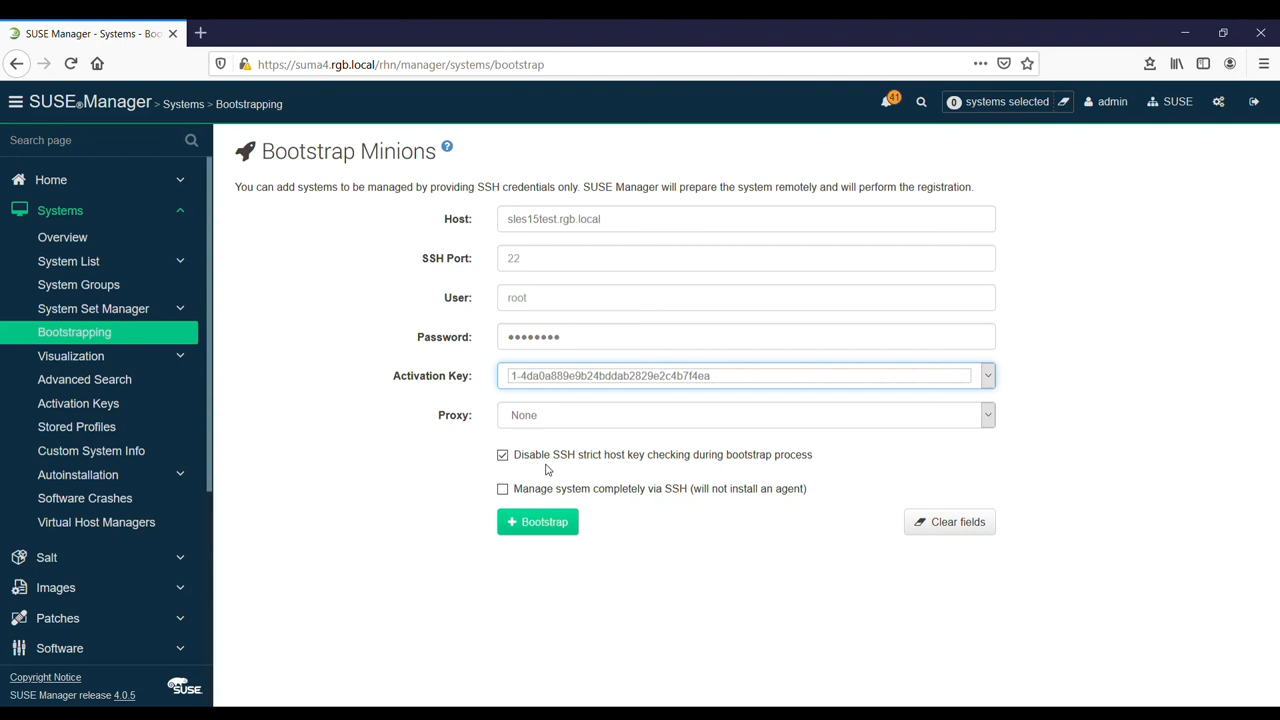 SUSE Manager - Systems - Boo
https://suma4.rgb.local/rhn/manager/systems/bootstrap
SUSE Manager > Systems > Bootstrapping
41
0 systems selected
admin
SUSE
Search page
Home
Systems
Overview
System List
System Groups
System Set Manager
Bootstrapping
Visualization
Advanced Search
Activation Keys
Stored Profiles
Custom System Info
Autoinstallation
Software Crashes
Virtual Host Managers
Salt
Images
Patches
Software
Copyright Notice
SUSE Manager release 4.0.5
SUSE
Bootstrap Minions ?
You can add systems to be managed by providing SSH credentials only. SUSE Manager will prepare the system remotely and will perform the registration.
Host: sles15test.rgb.local
SSH Port: 22
User: root
Password: ••••••••
Activation Key: 1-4da0a889e9b24bddab2829e2c4b7f4ea
Proxy: None
Disable SSH strict host key checking during bootstrap process
Manage system completely via SSH (will not install an agent)
+ Bootstrap
Clear fields